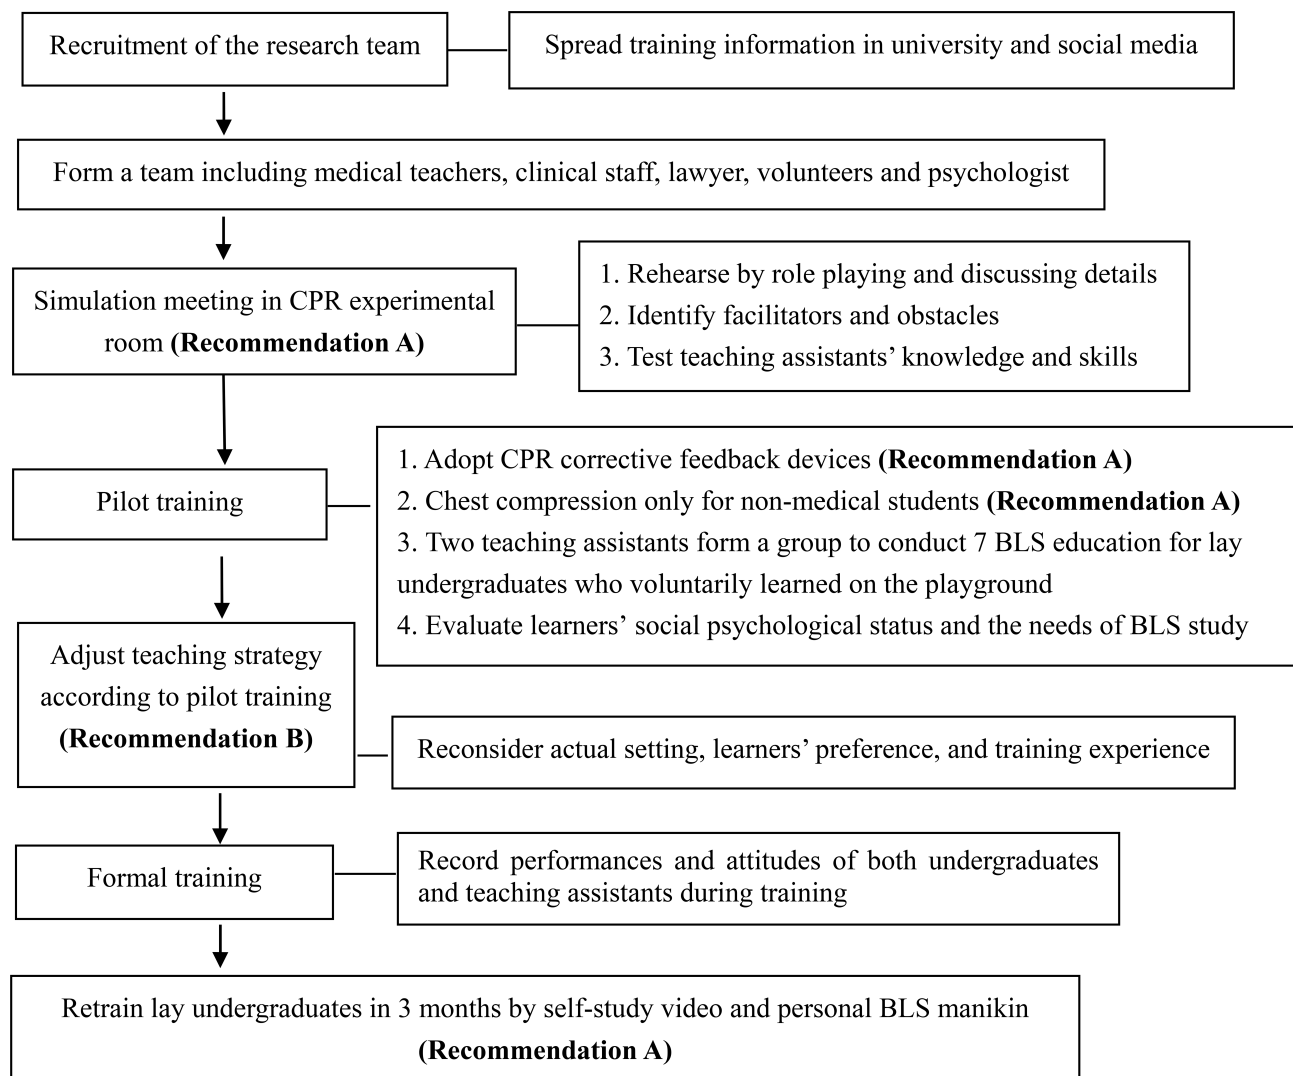 Recruitment of the research team
Spread training information in university and social media
Form a team including medical teachers, clinical staff, lawyer, volunteers and psychologist
Simulation meeting in CPR experimental
room (Recommendation A)
1. Rehearse by role playing and discussing details
2. Identify facilitators and obstacles
3. Test teaching assistants’ knowledge and skills
Pilot training
1. Adopt CPR corrective feedback devices (Recommendation A)
2. Chest compression only for non-medical students (Recommendation A)
3. Two teaching assistants form a group to conduct 7 BLS education for lay
undergraduates who voluntarily learned on the playground
4. Evaluate learners’ social psychological status and the needs of BLS study
Adjust teaching strategy
according to pilot training
(Recommendation B)
Reconsider actual setting, learners’ preference, and training experience
Formal training
Record performances and attitudes of both undergraduates
and teaching assistants during training
Retrain lay undergraduates in 3 months by self-study video and personal BLS manikin
(Recommendation A)